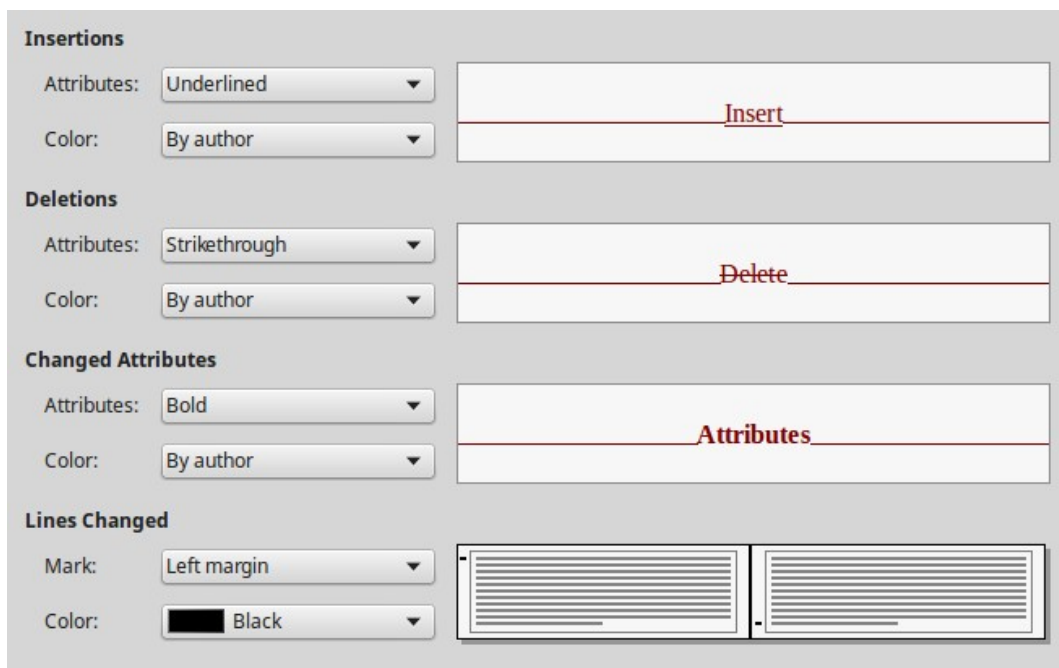 Insertions
Attributes: Underlined
Insert
Color: By author
Deletions
Attributes: Strikethrough
Delete
Color: By author
Changed Attributes
Attributes: Bold
Attributes
Color: By author
Lines Changed
Mark: Left margin
Color: Black